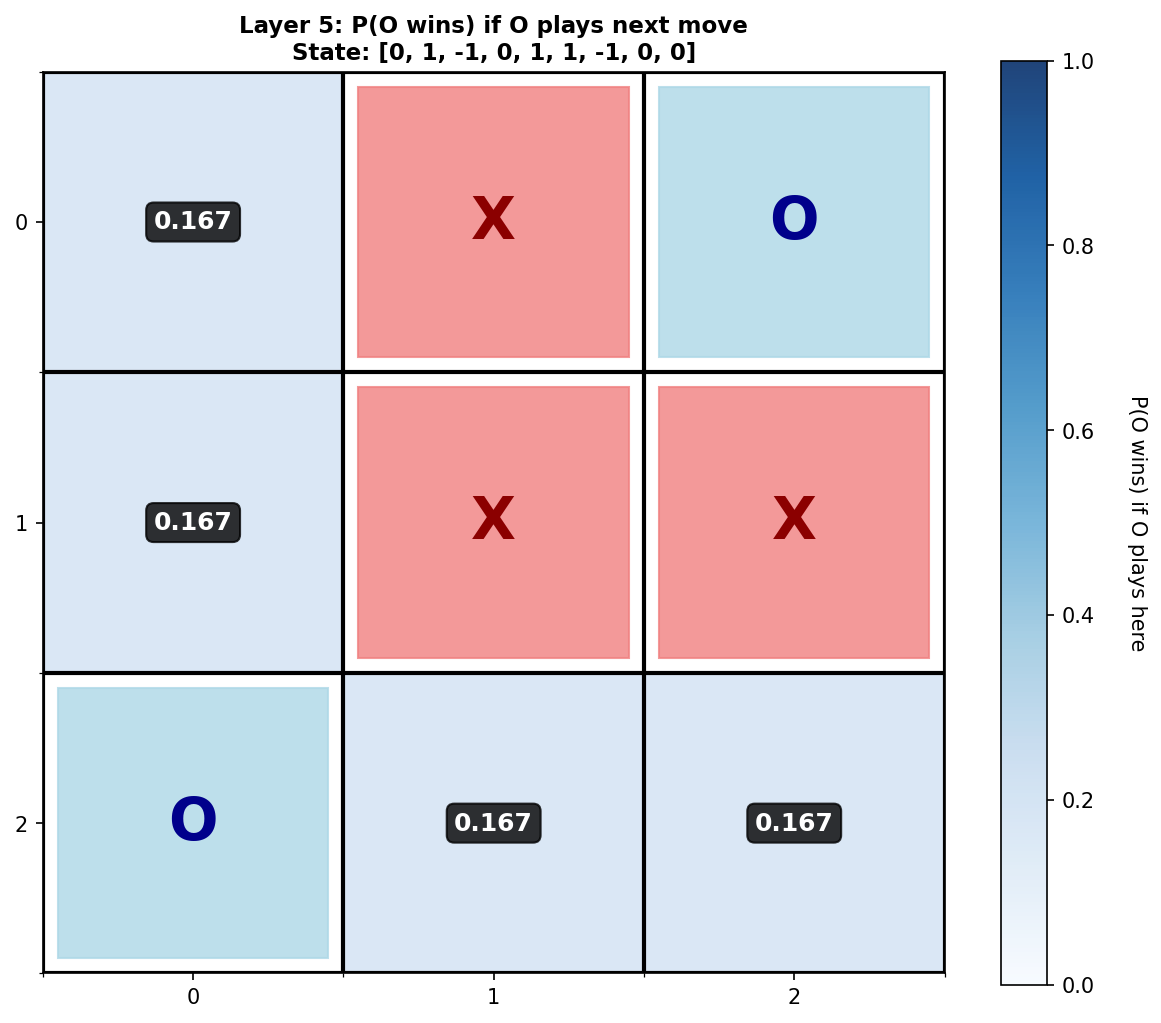 Layer 5: P(O wins) if O plays next move
State: [0, 1, -1, 0, 1, 1, -1, 0, 0]
0
0.167
X
O
1
0.167
X
X
2
O
0.167
0.167
0
1
2
1.0
0.8
0.6
0.4
0.2
0.0
P(O wins) if O plays here